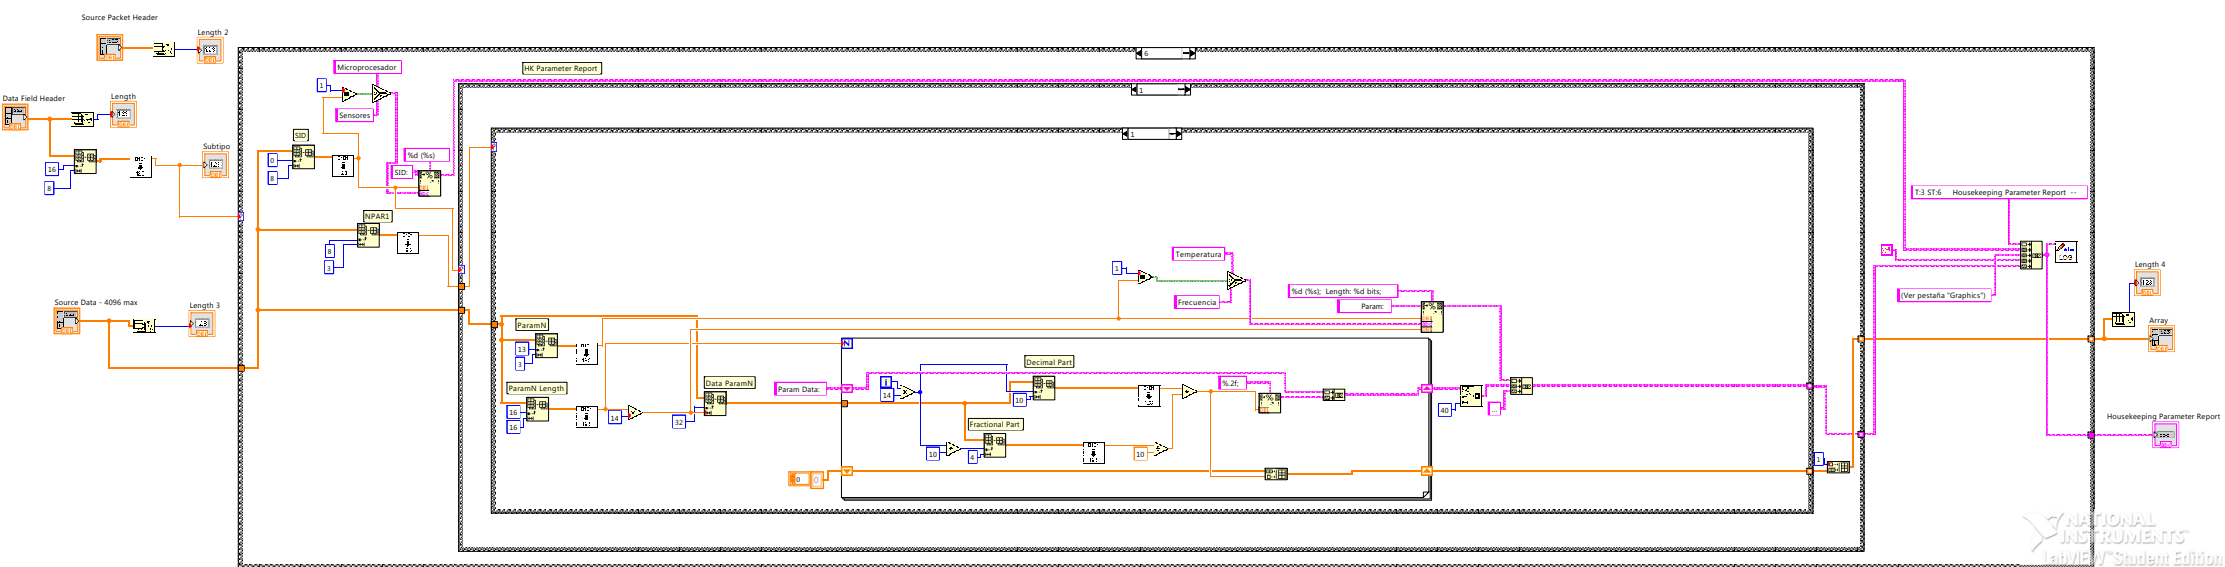 Source Packet Header
Length 2
6
Microprocesador
HK Parameter Report
1
1
Data Field Header
Length
Sensores
1
SID
Subtipo
%d (%s)
0
16
SID:
8
8
T:3 ST:6 Housekeeping Parameter Report --
NPAR1
8
3
Temperatura
1
Length 4
%d (%s); Length: %d bits;
(Ver pestaña "Graphics")
Frecuencia
Source Data - 4096 max
Length 3
Param:
ParamN
Array
N
13
3
Decimal Part
ParamN Length
Data ParamN
Param Data:
i
%.2f;
14
10
16
14
40
...
16
32
Housekeeping Parameter Report
Fractional Part
10
4
10
1
0
0
NATIONAL
INSTRUMENTS™
LabVIEW™ Student Edition